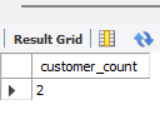 Result Grid
customer_count
2